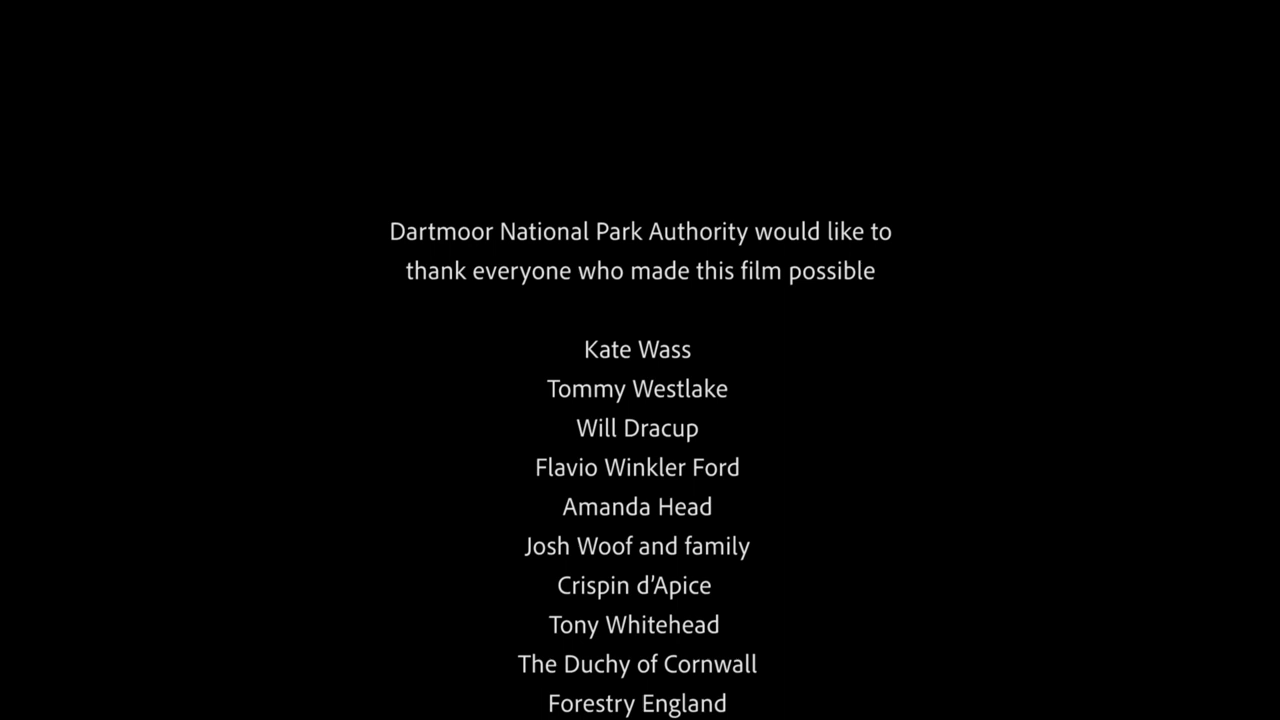 Dartmoor National Park Authority would like to
thank everyone who made this film possible
Kate Wass
Tommy Westlake
Will Dracup
Flavio Winkler Ford
Amanda Head
Josh Woof and family
Crispin d’Apice
Tony Whitehead
The Duchy of Cornwall
Forestry England